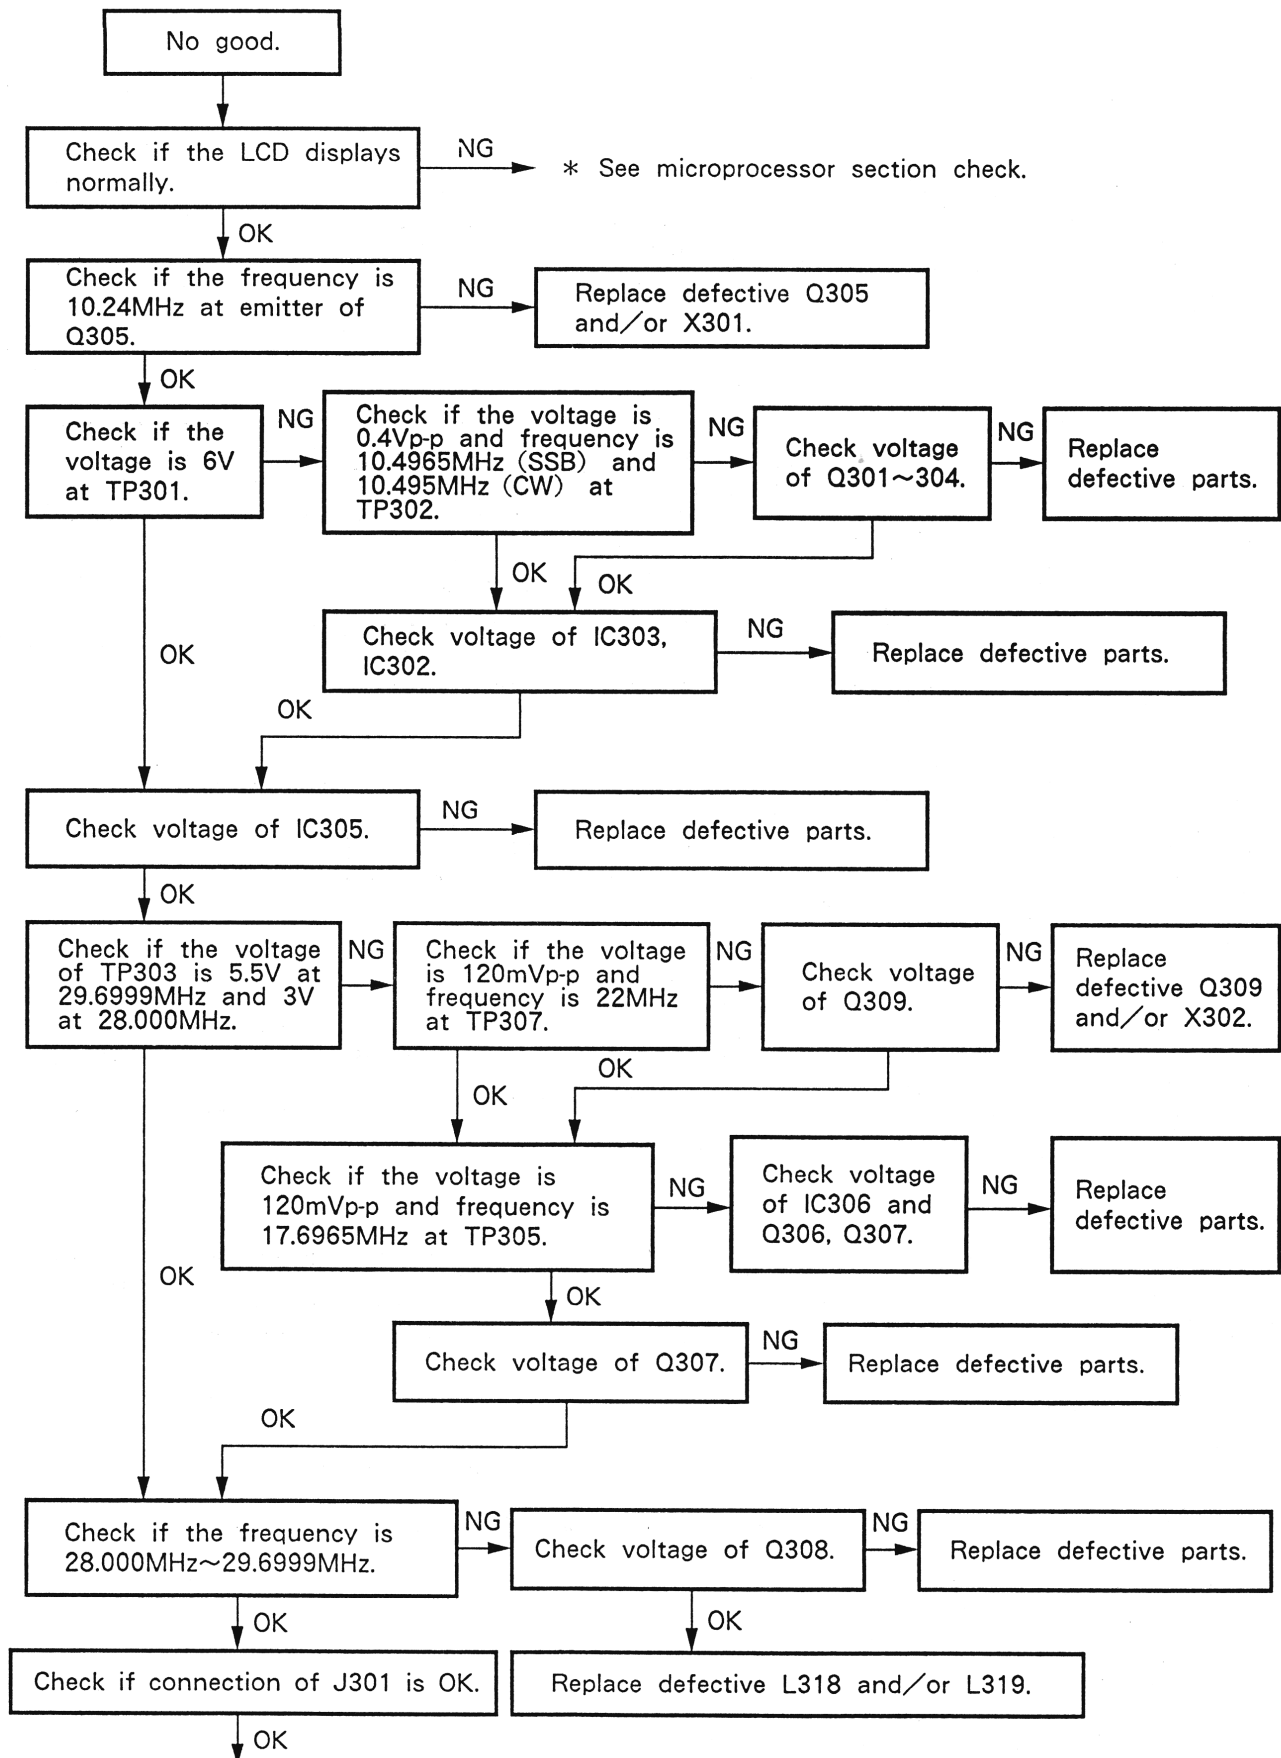 No good.
Check if the LCD displays
normally.
NG
* See microprocessor section check.
OK
Check if the frequency is
10.24MHz at emitter of
Q305.
NG
Replace defective Q305
and/or X301.
OK
Check if the
voltage is 6V
at TP301.
NG
Check if the voltage is
0.4Vp-p and frequency is
10.4965MHz (SSB) and
10.495MHz (CW) at
TP302.
NG
Check voltage
of Q301~304.
NG
Replace
defective parts.
OK
OK
OK
Check voltage of IC303,
IC302.
NG
Replace defective parts.
OK
Check voltage of IC305.
NG
Replace defective parts.
OK
Check if the voltage
of TP303 is 5.5V at
29.6999MHz and 3V
at 28.000MHz.
NG
Check if the voltage
is 120mVp-p and
frequency is 22MHz
at TP307.
NG
Check voltage
of Q309.
NG
Replace
defective Q309
and/or X302.
OK
OK
Check if the voltage is
120mVp-p and frequency is
17.6965MHz at TP305.
NG
Check voltage
of IC306 and
Q306, Q307.
NG
Replace
defective parts.
OK
OK
Check voltage of Q307.
NG
Replace defective parts.
OK
Check if the frequency is
28.000MHz~29.6999MHz.
NG
Check voltage of Q308.
NG
Replace defective parts.
OK
OK
Check if connection of J301 is OK.
Replace defective L318 and/or L319.
OK